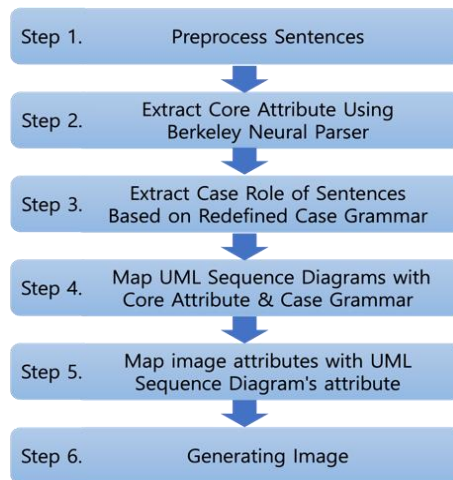 Step 1. Preprocess Sentences
Step 2. Extract Core Attribute Using
Berkeley Neural Parser
Step 3. Extract Case Role of Sentences
Based on Redefined Case Grammar
Step 4. Map UML Sequence Diagrams with
Core Attribute & Case Grammar
Step 5. Map image attributes with UML
Sequence Diagram's attribute
Step 6. Generating Image